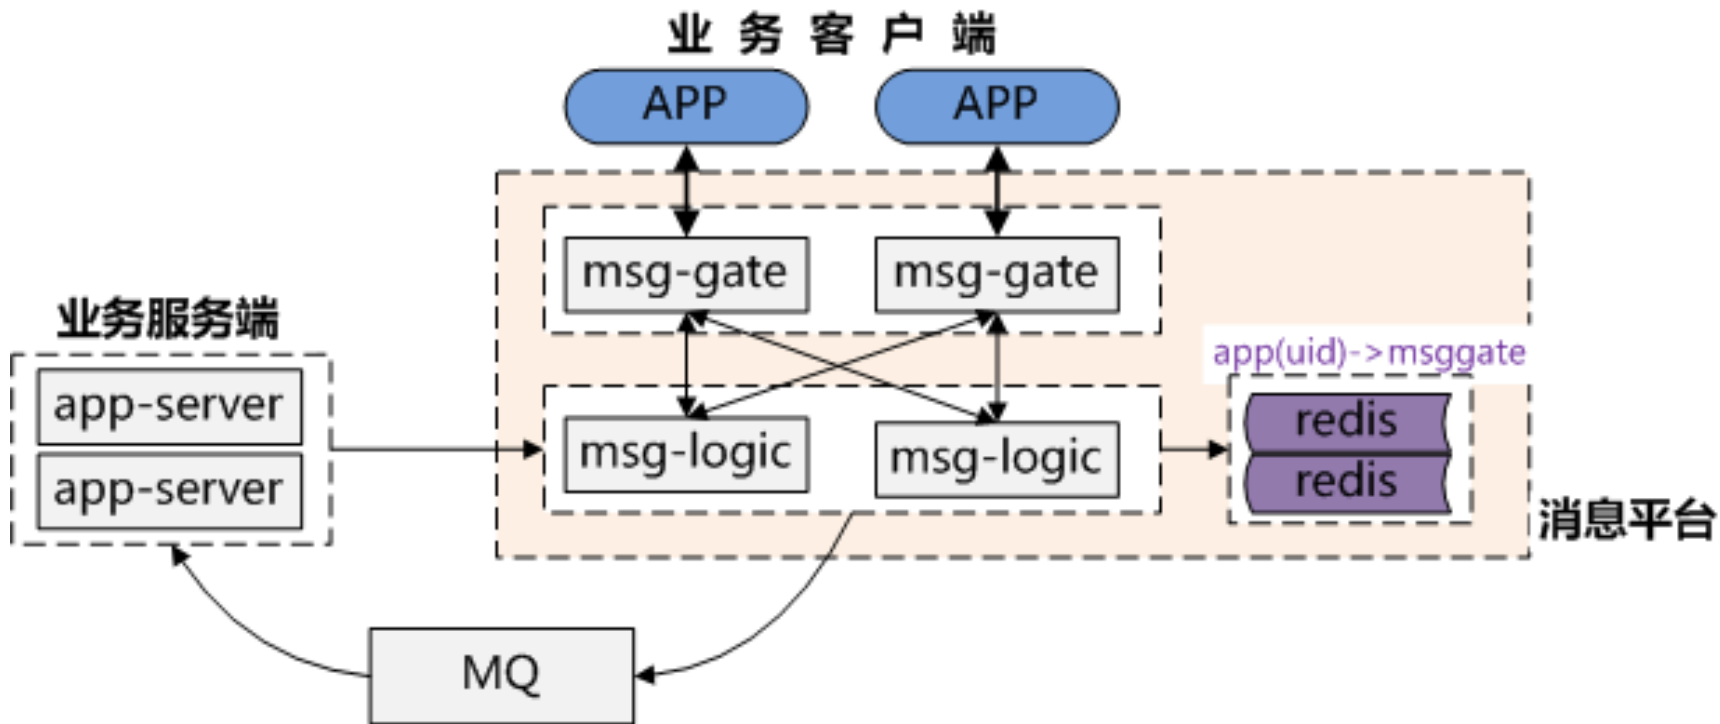 业务客户端
APP
APP
msg-gate
msg-gate
业务服务端
app(uid)->msggate
app-server
app-server
msg-logic
msg-logic
redis
redis
消息平台
MQ